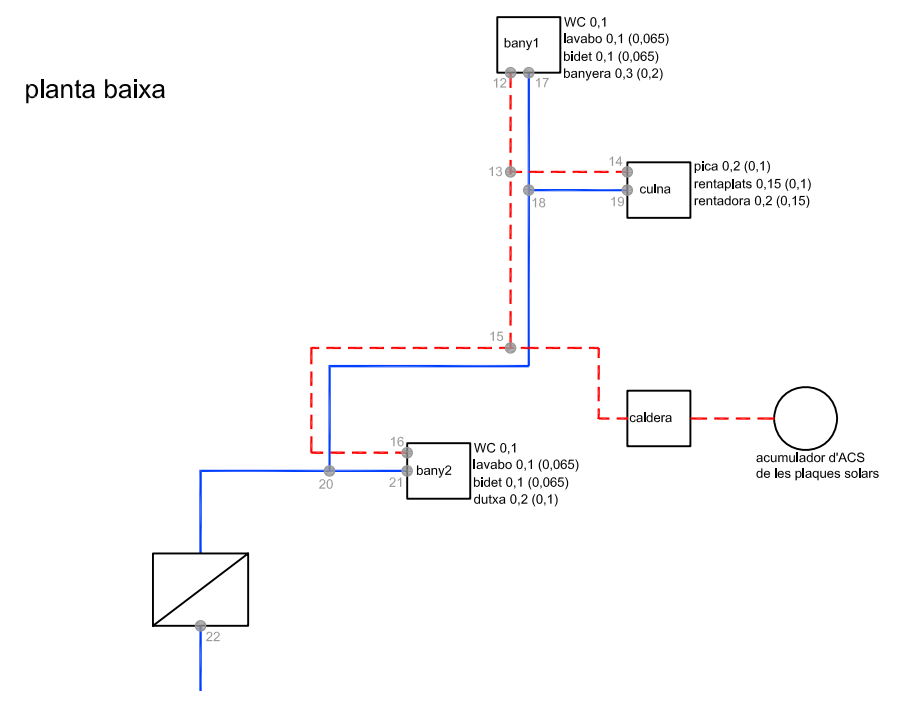 WC 0,1
lavabo 0,1 (0,065)
bany1
bidet 0,1 (0,065)
banyera 0,3 (0,2)
12
17
planta baixa
14
pica 0,2 (0,1)
13
rentaplats 0,15 (0,1)
culna
rentadora 0,2 (0,15)
18
19
15
caldera
16
WC 0,1
acumulador d'ACS
de les plaques solars
lavabo 0,1 (0,065)
bany2
bidet 0,1 (0,065)
20
21
dutxa 0,2 (0,1)
22